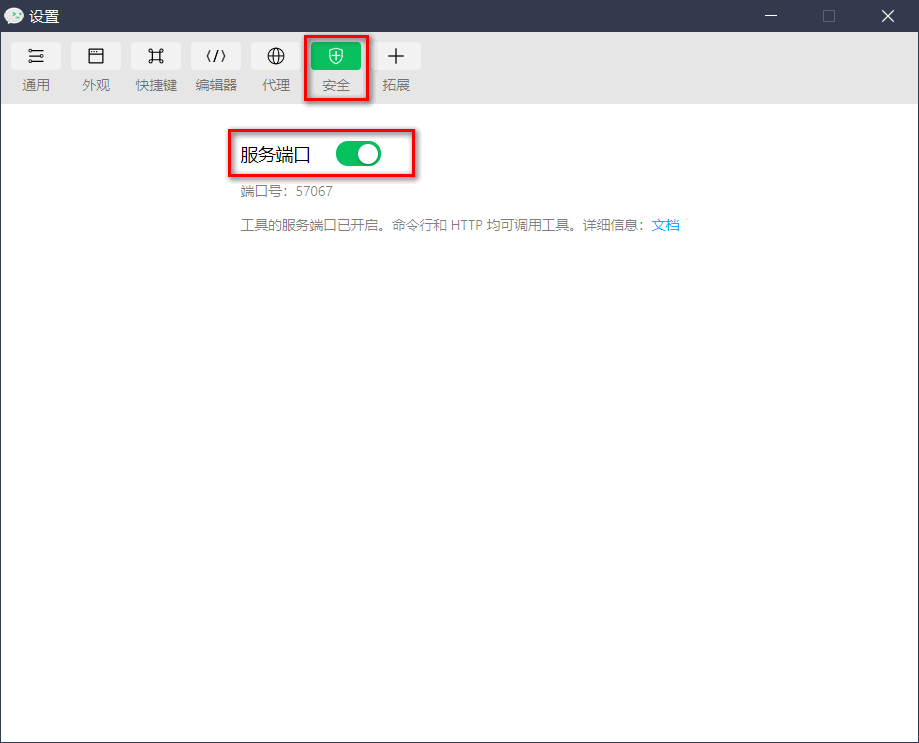 设置
通用 外观 快捷键 编辑器 代理 安全 拓展
服务端口
端口号：57067
工具的服务端口已开启。命令行和 HTTP 均可调用工具。详细信息：文档